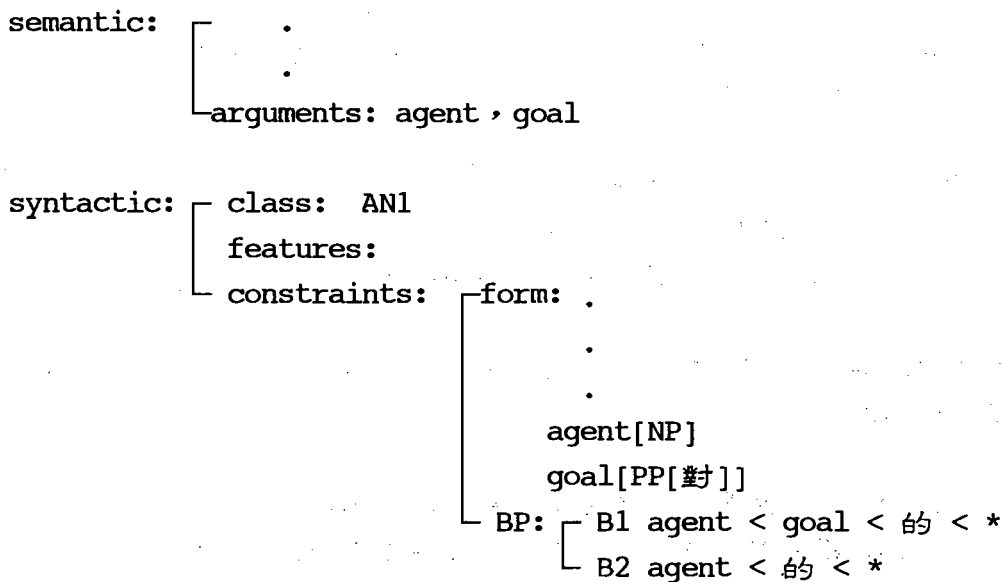 semantic: .
.
arguments: agent，goal
syntactic: class: AN1
features:
constraints: form: .
.
.
agent[NP]
goal[PP[對]]
BP: B1 agent < goal < 的 < *
B2 agent < 的 < *